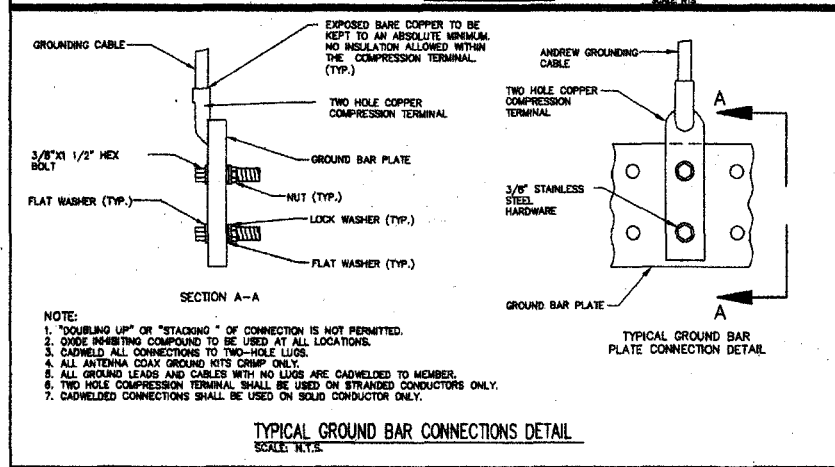 SCALE: N.T.S.
GROUNDING CABLE
EXPOSED BARE COPPER TO BE
KEPT TO AN ABSOLUTE MINIMUM.
NO INSULATION ALLOWED WITHIN
THE COMPRESSION TERMINAL.
(TYP.)
TWO HOLE COPPER
COMPRESSION TERMINAL
3/8"X1 1/2" HEX
BOLT
GROUND BAR PLATE
FLAT WASHER (TYP.)
NUT (TYP.)
LOCK WASHER (TYP.)
FLAT WASHER (TYP.)
SECTION A-A
ANDREW GROUNDING
CABLE
TWO HOLE COPPER
COMPRESSION
TERMINAL
A
3/8" STAINLESS
STEEL
HARDWARE
GROUND BAR PLATE
A
TYPICAL GROUND BAR
PLATE CONNECTION DETAIL
NOTE:
1. "DOUBLING UP" OR "STACKING " OF CONNECTION IS NOT PERMITTED.
2. OXIDE INHIBITING COMPOUND TO BE USED AT ALL LOCATIONS.
3. CADWELD ALL CONNECTIONS TO TWO-HOLE LUGS.
4. ALL ANTENNA COAX GROUND KITS CRIMP ONLY.
5. ALL GROUND LEADS AND CABLES WITH NO LUGS ARE CADWELDED TO MEMBER.
6. TWO HOLE COMPRESSION TERMINAL SHALL BE USED ON STRANDED CONDUCTORS ONLY.
7. CADWELDED CONNECTIONS SHALL BE USED ON SOLID CONDUCTOR ONLY.
TYPICAL GROUND BAR CONNECTIONS DETAIL
SCALE: N.T.S.